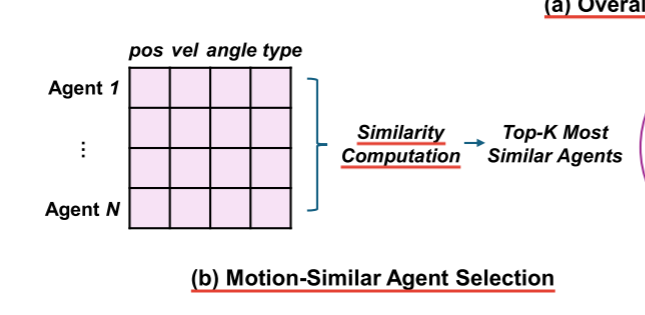 (a) Overal
pos vel angle type
Agent 1
⋮
Agent N
Similarity
Computation
Top-K Most
Similar Agents
(b) Motion-Similar Agent Selection